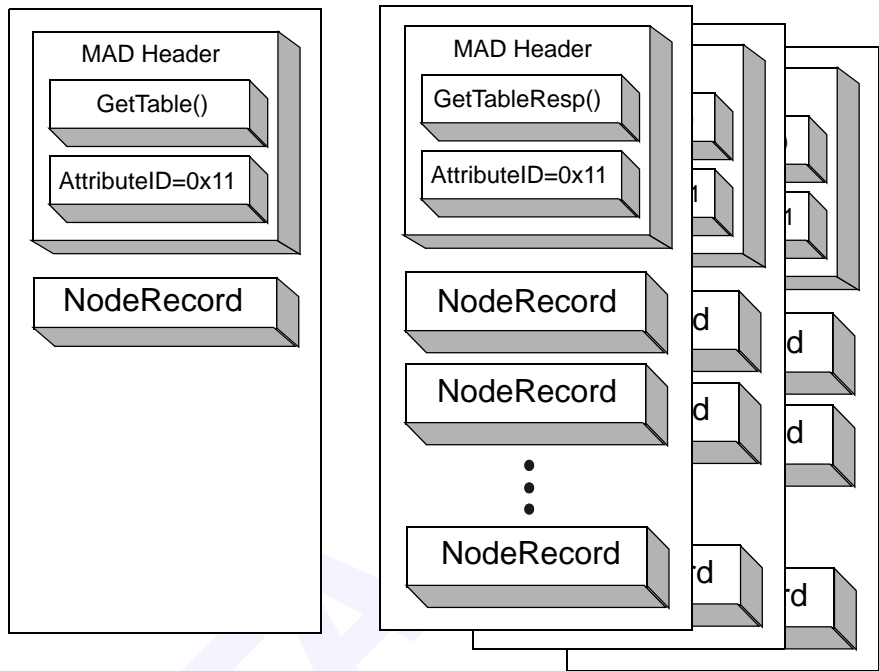 MAD Header
GetTable()
AttributeID=0x11
NodeRecord
MAD Header
GetTableResp()
AttributeID=0x11
NodeRecord
NodeRecord
NodeRecord